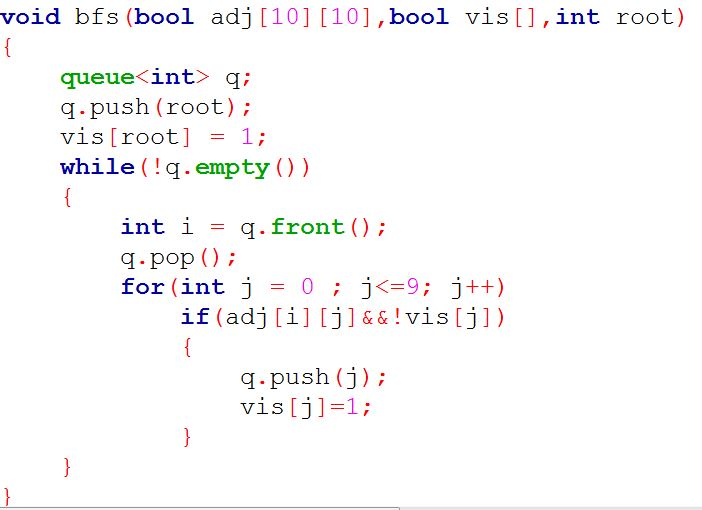 void bfs(bool adj[10][10],bool vis[],int root)
{
    queue<int> q;
    q.push(root);
    vis[root] = 1;
    while(!q.empty())
    {
        int i = q.front();
        q.pop();
        for(int j = 0 ; j<=9; j++)
            if(adj[i][j]&&!vis[j])
            {
                q.push(j);
                vis[j]=1;
            }
    }
}